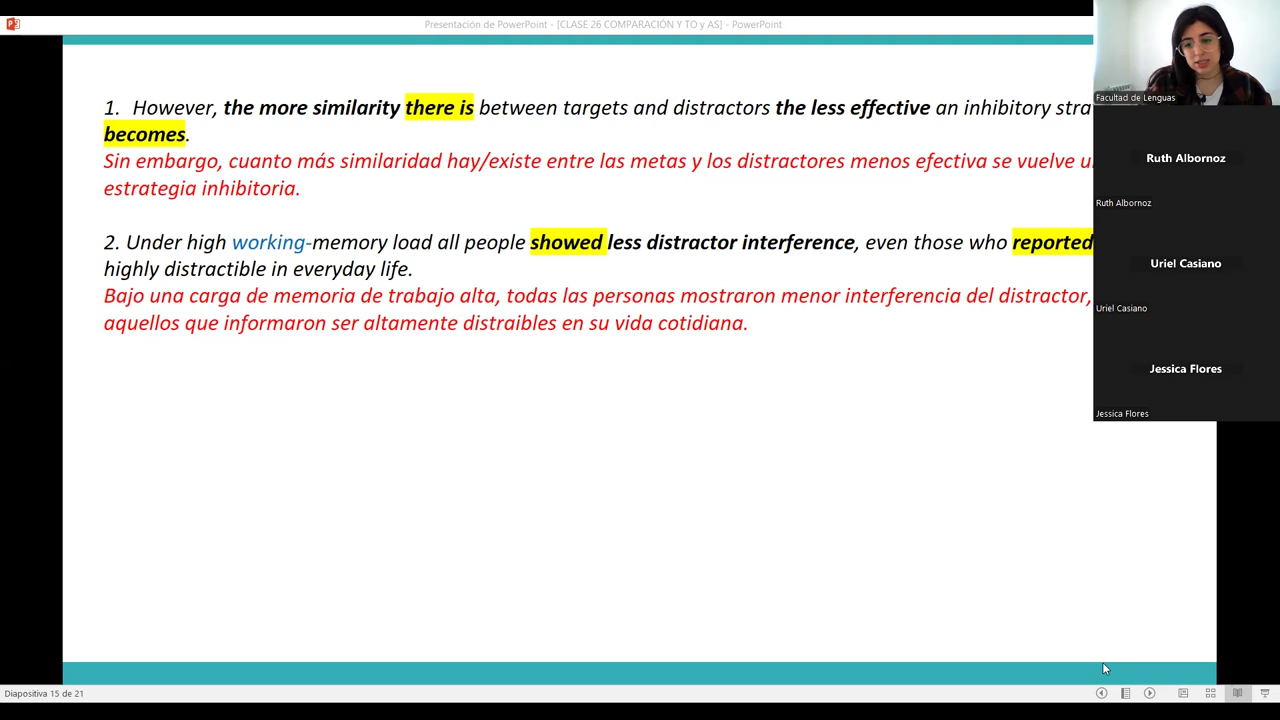 Presentación de PowerPoint - [CLASE 26 COMPARACIÓN Y TO y AS] - PowerPoint
1. However, the more similarity there is between targets and distractors the less effective an inhibitory
becomes.
Sin embargo, cuanto más similaridad hay/existe entre las metas y los distractores menos efectiva se vuelve
estrategia inhibitoria.
2. Under high working-memory load all people showed less distractor interference, even those who reported
highly distractible in everyday life.
Bajo una carga de memoria de trabajo alta, todas las personas mostraron menor interferencia del distractor,
aquellos que informaron ser altamente distraibles en su vida cotidiana.
Facultad de Lenguas
Ruth Albornoz
Ruth Albornoz
Uriel Casiano
Uriel Casiano
Jessica Flores
Jessica Flores
Diapositiva 15 de 21